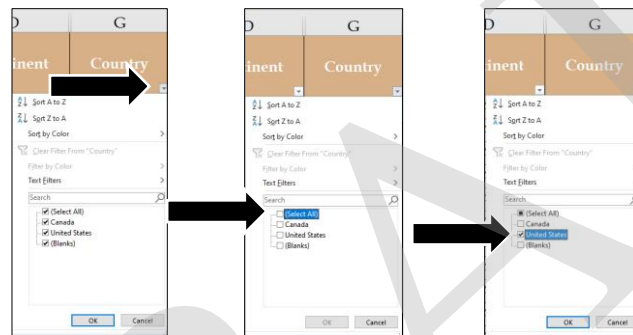 D G
inent Country
Sort A to Z
Sort Z to A
Sort by Color
Clear Filter From "Country"
Filter by Color
Text Filters
Search
(Select All)
Canada
United States
(Blanks)
OK Cancel
D G
inent Country
Sort A to Z
Sort Z to A
Sort by Color
Clear Filter From "Country"
Filter by Color
Text Filters
Search
(Select All)
Canada
United States
(Blanks)
OK Cancel
D G
inent Country
Sort A to Z
Sort Z to A
Sort by Color
Clear Filter From "Country"
Filter by Color
Text Filters
Search
(Select All)
Canada
United States
(Blanks)
OK Cancel